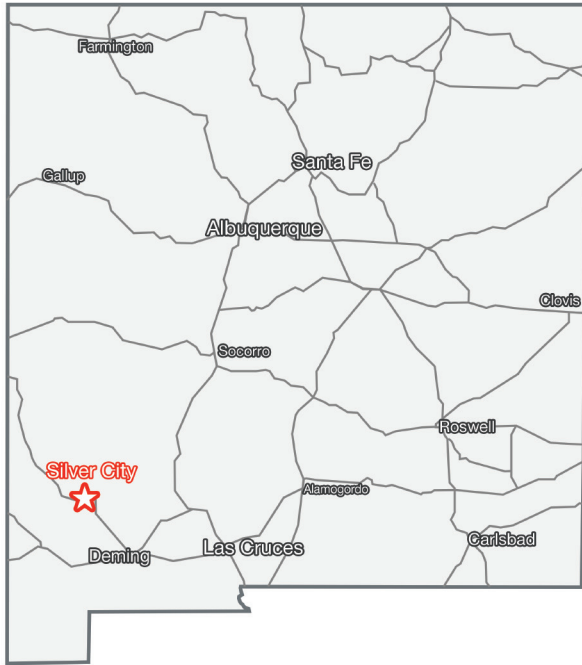 Farmington
Santa Fe
Gallup
Albuquerque
Clovis
Socorro
Roswell
Silver City
Alamogordo
Deming
Las Cruces
Carlsbad